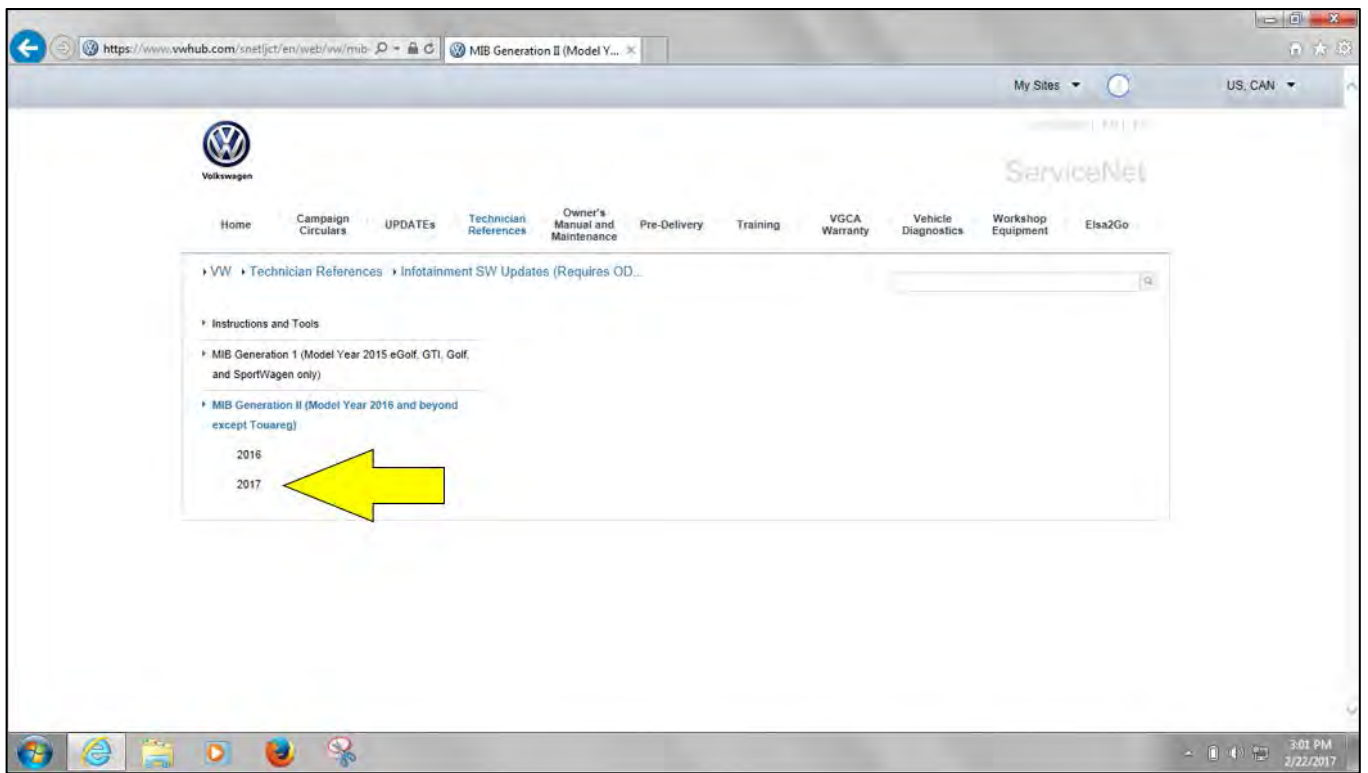 https://www.vwhub.com/snetljct/en/web/vw/mib-
MIB Generation II (Model Y...
My Sites
US, CAN
Volkswagen
ServiceNet
Home
Campaign Circulars
UPDATEs
Technician References
Owner's Manual and Maintenance
Pre-Delivery
Training
VGCA Warranty
Vehicle Diagnostics
Workshop Equipment
Elsa2Go
VW
Technician References
Infotainment SW Updates (Requires OD...
Instructions and Tools
MIB Generation 1 (Model Year 2015 eGolf, GTI, Golf,
and SportWagen only)
MIB Generation II (Model Year 2016 and beyond
except Touareg)
2016
2017
3:01 PM
2/22/2017